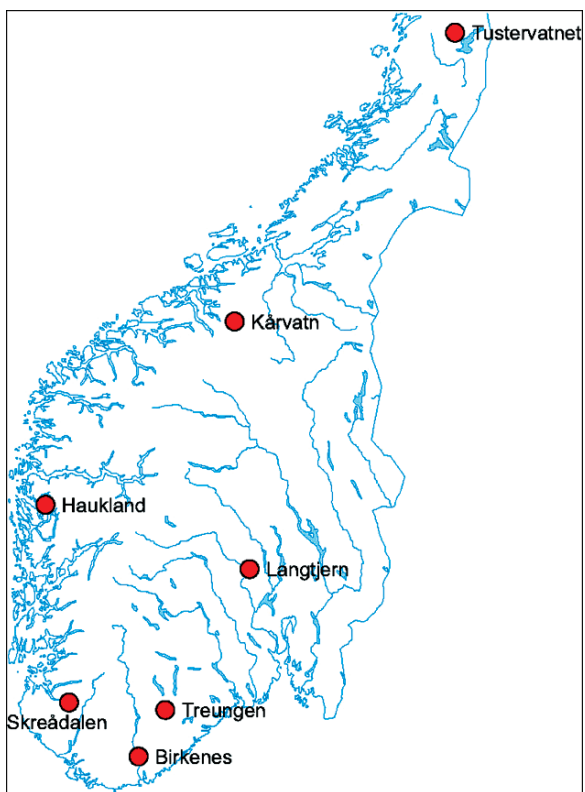 Tustervatnet
Kårvatn
Haukland
Langtjern
Skreådalen
Treungen
Birkenes